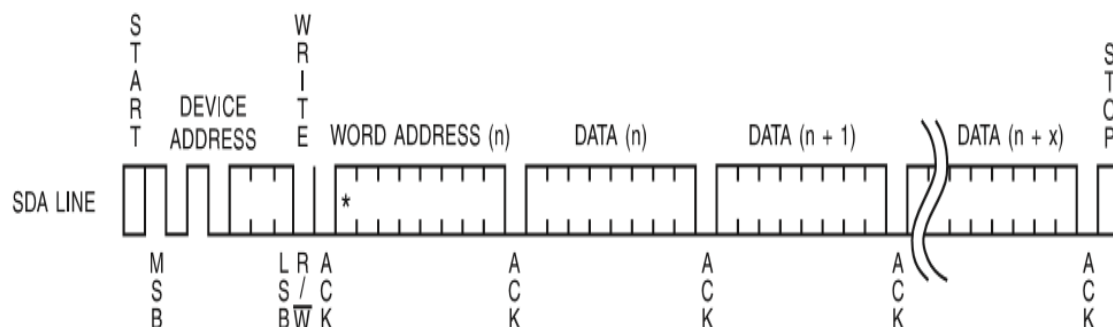 START
WRITE
STOP
DEVICE
ADDRESS
WORD ADDRESS (n)
DATA (n)
DATA (n + 1)
DATA (n + x)
SDA LINE
*
MSB
LSB
R/W
ACK
ACK
ACK
ACK
ACK